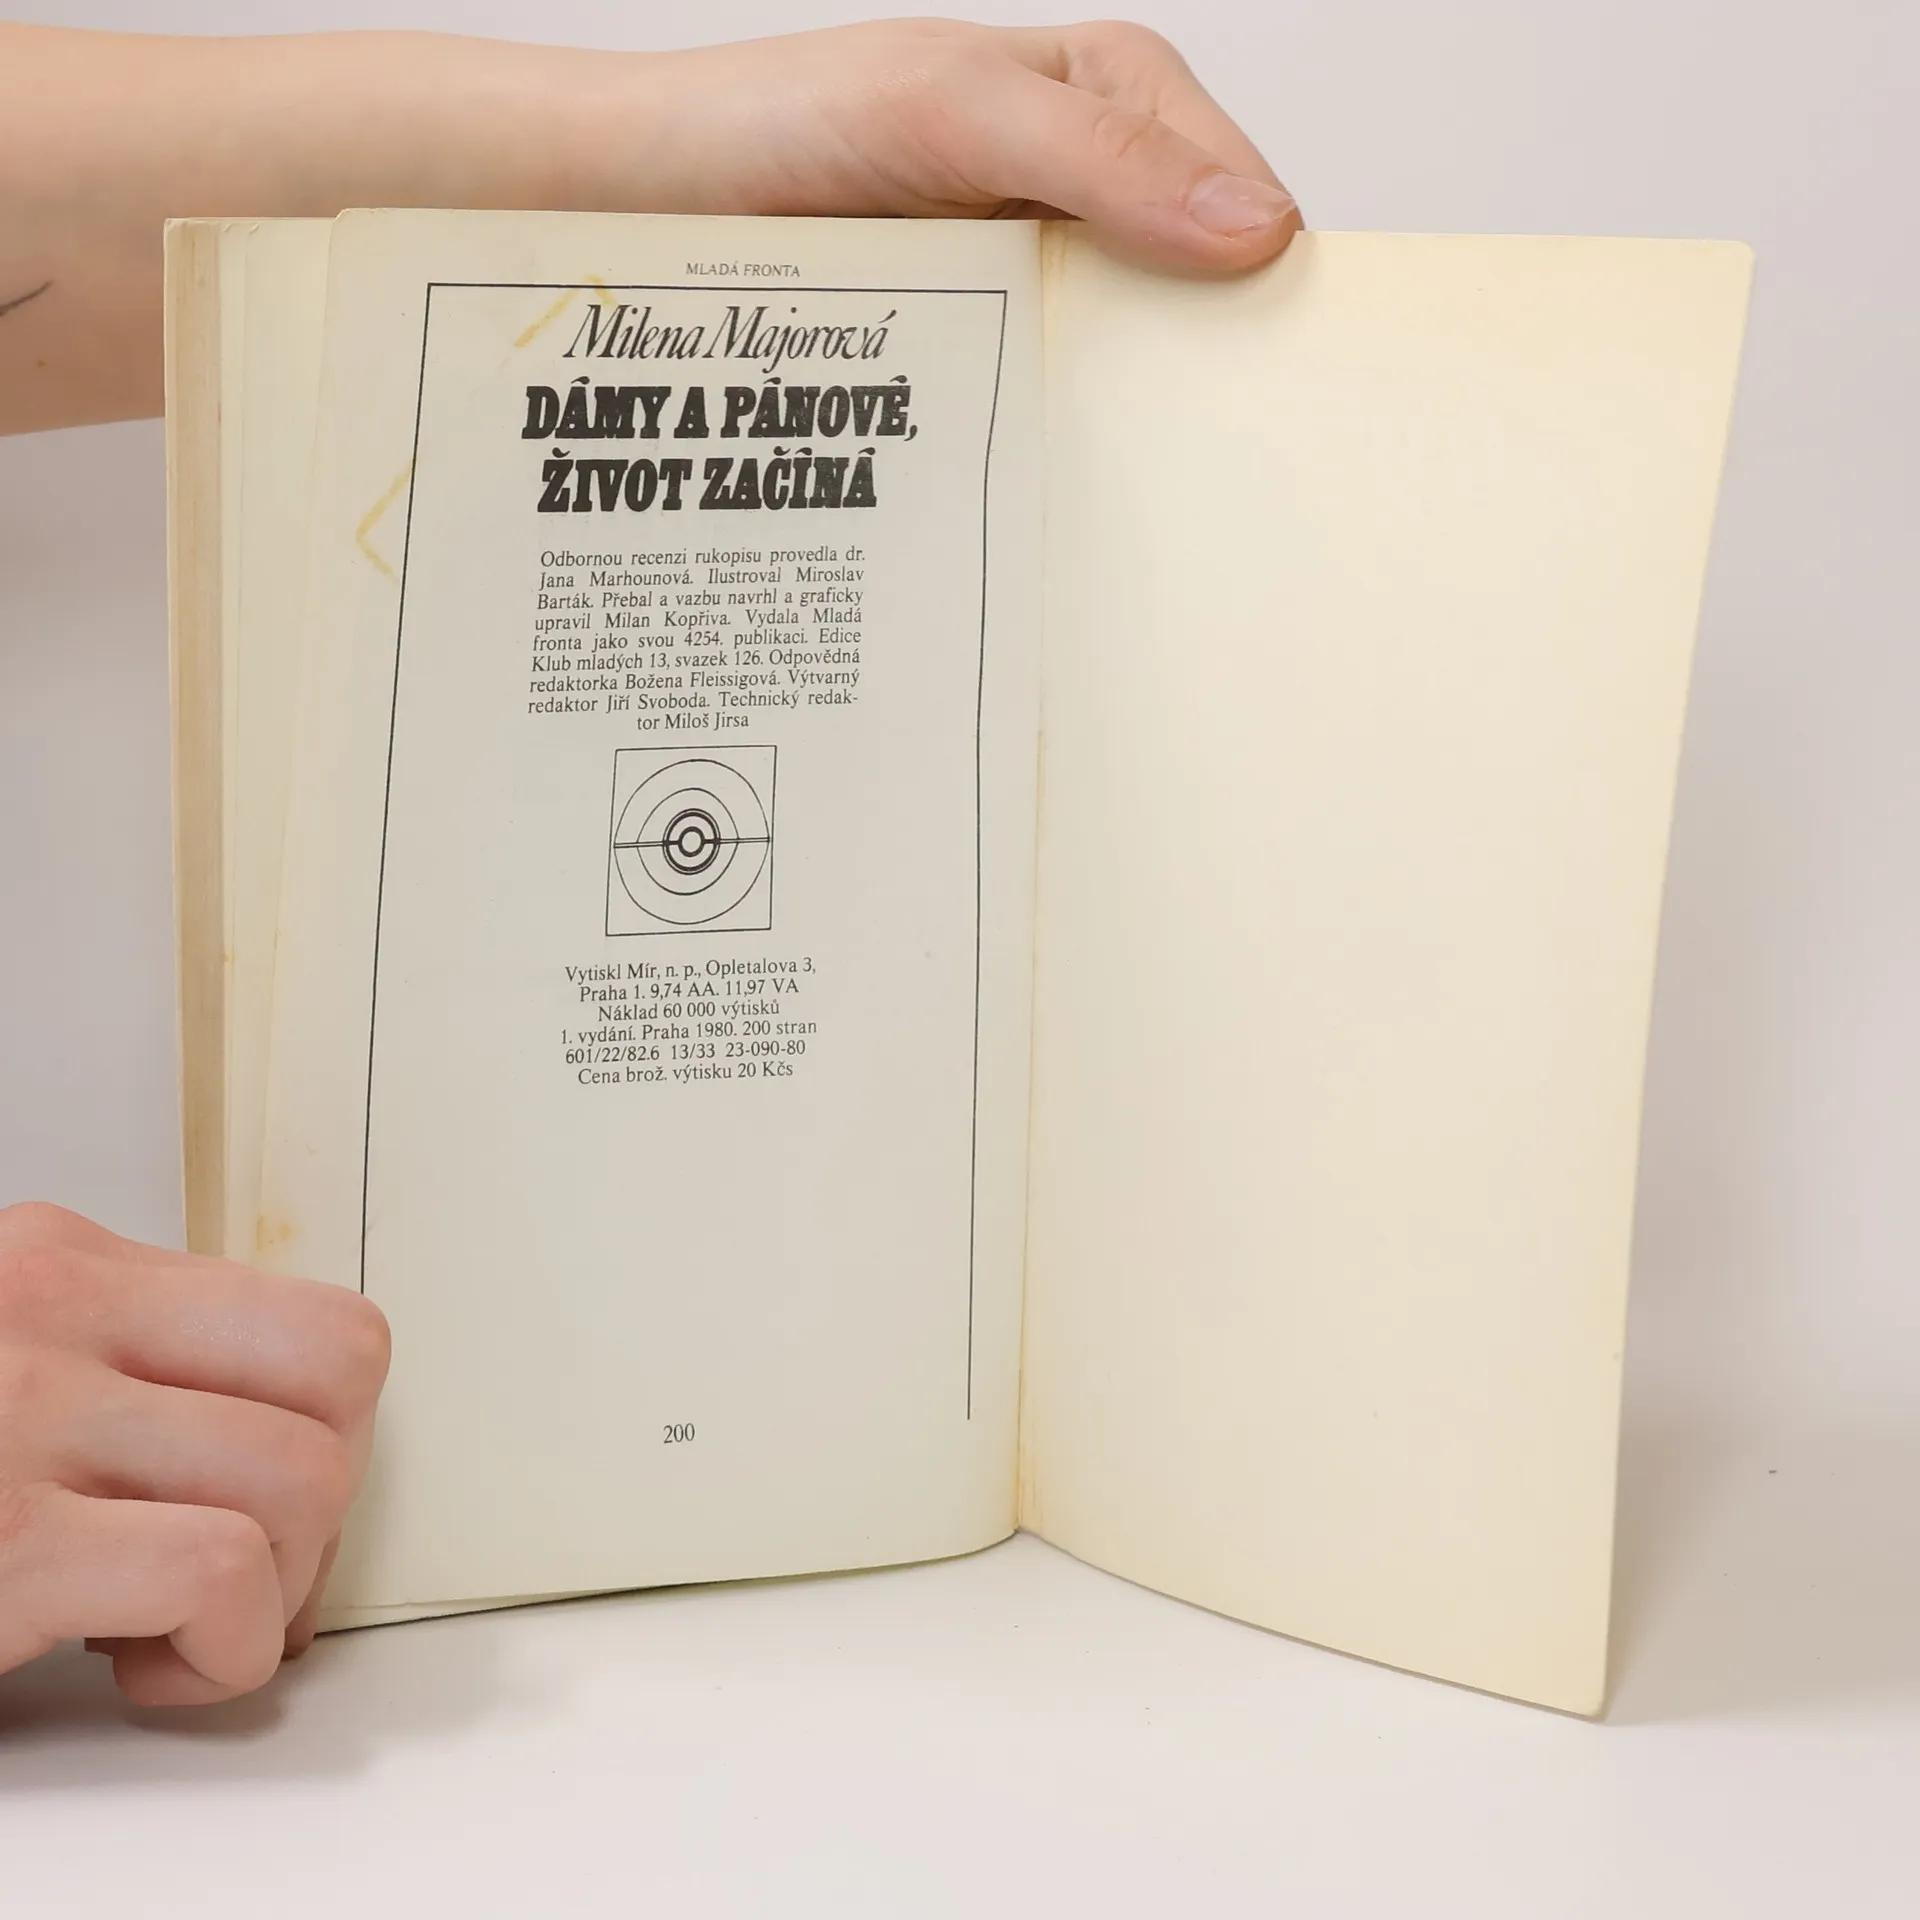 MLADÁ FRONTA
Milena Majorová
DÁMY A PÁNOVÉ,
ŽIVOT ZAČÍNÁ
Odbornou recenzi rukopisu provedla dr.
Jana Marhounová. Ilustroval Miroslav
Barták. Přebal a vazbu navrhl a graficky
upravil Milan Kopřiva. Vydala Mladá
fronta jako svou 4254. publikaci. Edice
Klub mladých 13, svazek 126. Odpovědná
redaktorka Božena Fleissigová. Výtvarný
redaktor Jiří Svoboda. Technický redak-
tor Miloš Jirsa
Vytiskl Mír, n. p., Opletalova 3,
Praha 1. 9,74 AA. 11,97 VA
Náklad 60 000 výtisků
1. vydání. Praha 1980. 200 stran
601/22/82.6 13/33 23-090-80
Cena brož. výtisku 20 Kčs
200